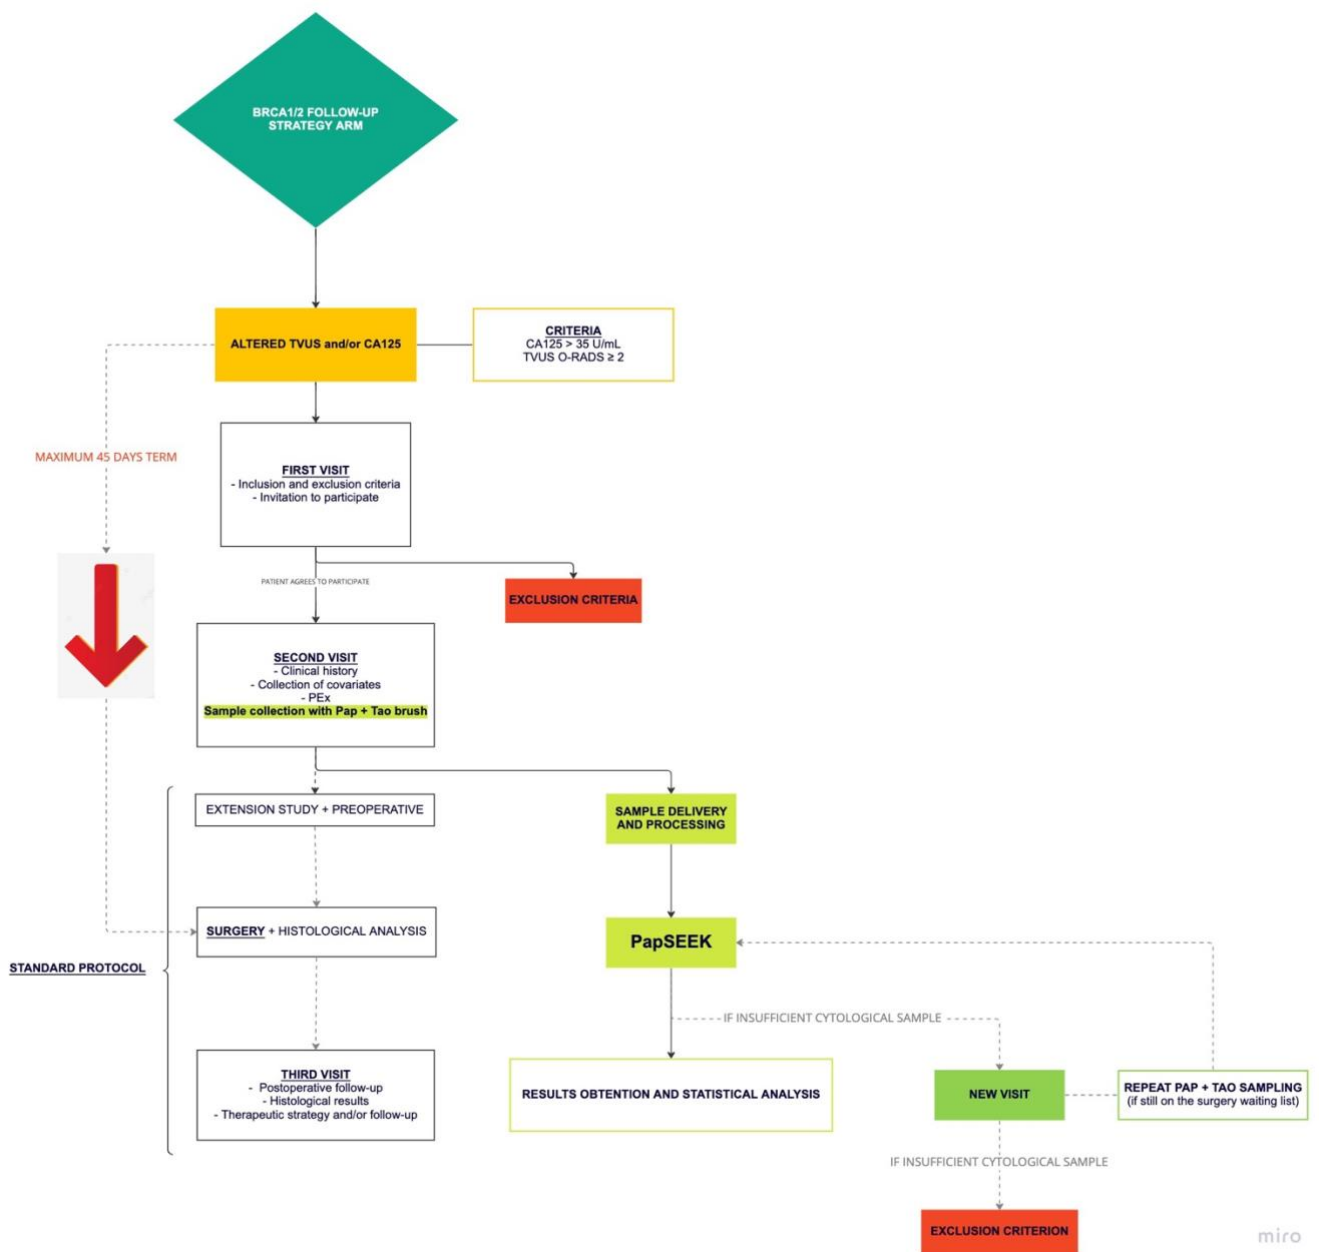 BRCA1/2 FOLLOW-UP
STRATEGY ARM
ALTERED TVUS and/or CA125
CRITERIA
CA125 > 35 U/mL
TVUS O-RADS ≥ 2
MAXIMUM 45 DAYS TERM
FIRST VISIT
- Inclusion and exclusion criteria
- Invitation to participate
PATIENT AGREES TO PARTICIPATE
EXCLUSION CRITERIA
SECOND VISIT
- Clinical history
- Collection of covariates
- PEx
Sample collection with Pap + Tao brush
EXTENSION STUDY + PREOPERATIVE
SAMPLE DELIVERY
AND PROCESSING
SURGERY + HISTOLOGICAL ANALYSIS
PapSEEK
STANDARD PROTOCOL
IF INSUFFICIENT CYTOLOGICAL SAMPLE
THIRD VISIT
- Postoperative follow-up
- Histological results
- Therapeutic strategy and/or follow-up
RESULTS OBTENTION AND STATISTICAL ANALYSIS
NEW VISIT
REPEAT PAP + TAO SAMPLING
(if still on the surgery waiting list)
IF INSUFFICIENT CYTOLOGICAL SAMPLE
EXCLUSION CRITERION
miro